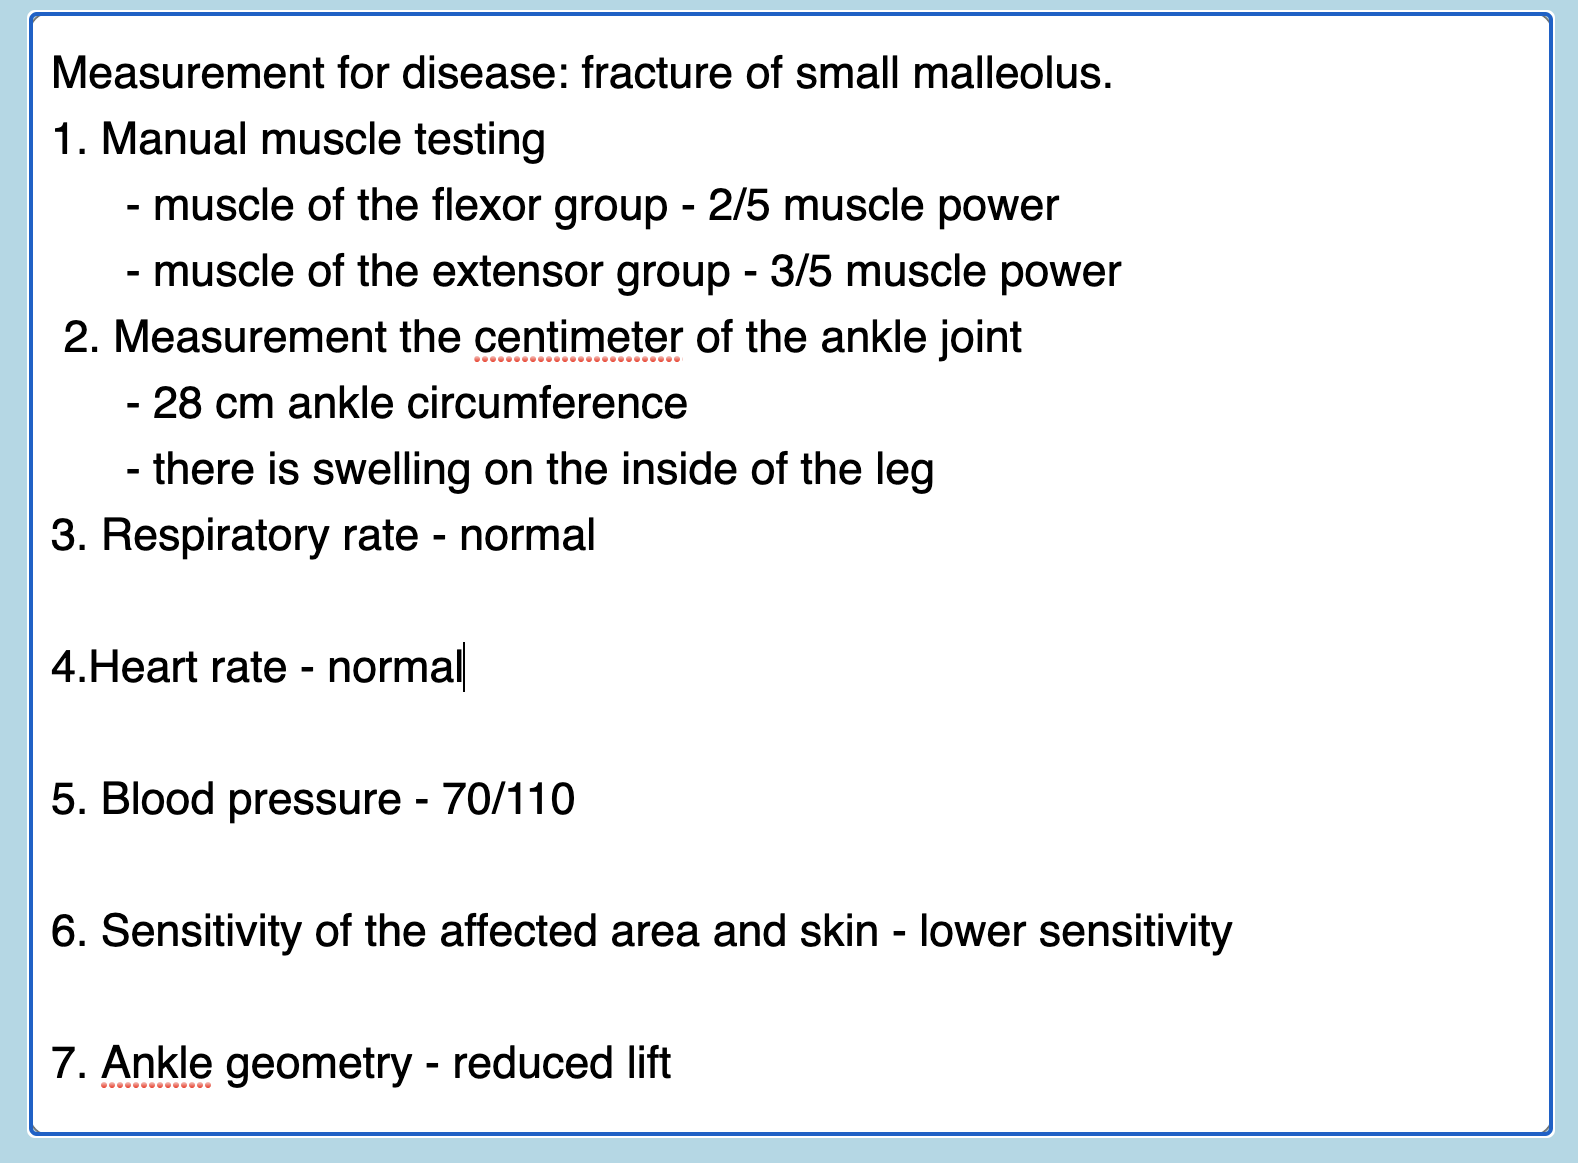 Measurement for disease: fracture of small malleolus.
1. Manual muscle testing
- muscle of the flexor group - 2/5 muscle power
- muscle of the extensor group - 3/5 muscle power
2. Measurement the centimeter of the ankle joint
- 28 cm ankle circumference
- there is swelling on the inside of the leg
3. Respiratory rate - normal
4.Heart rate - normal
5. Blood pressure - 70/110
6. Sensitivity of the affected area and skin - lower sensitivity
7. Ankle geometry - reduced lift